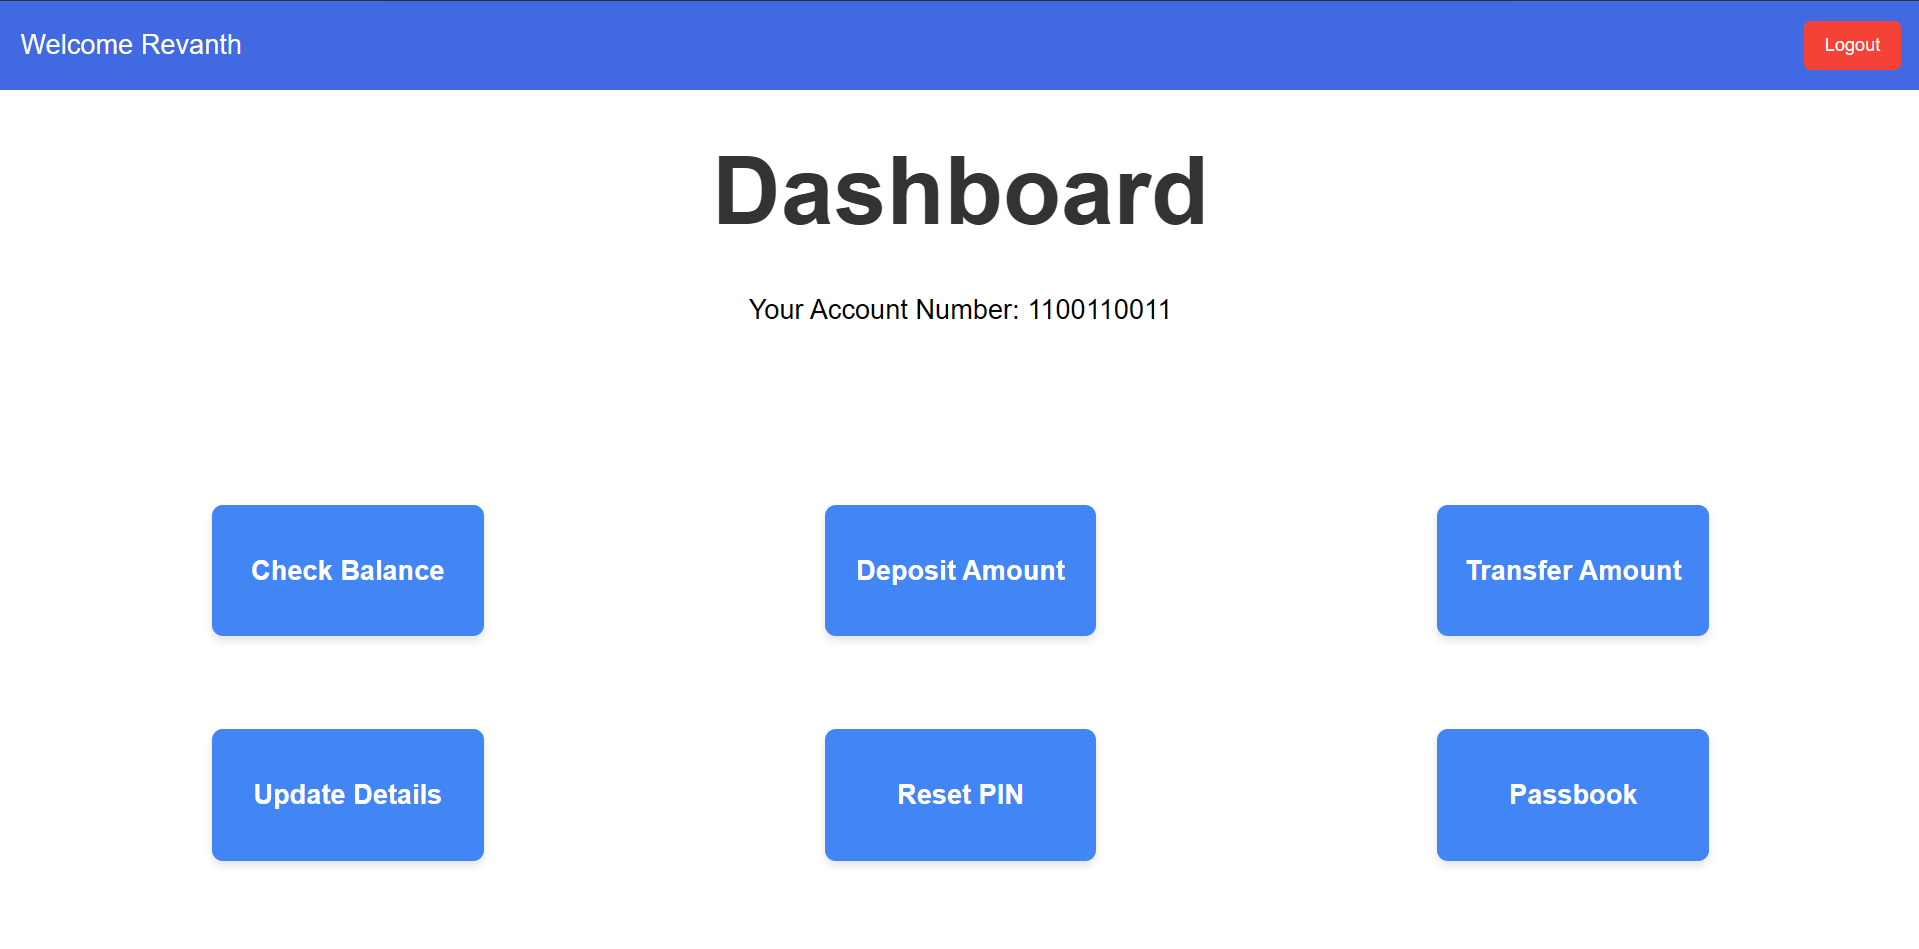 Welcome Revanth
Logout
Dashboard
Your Account Number: 1100110011
Check Balance
Deposit Amount
Transfer Amount
Update Details
Reset PIN
Passbook